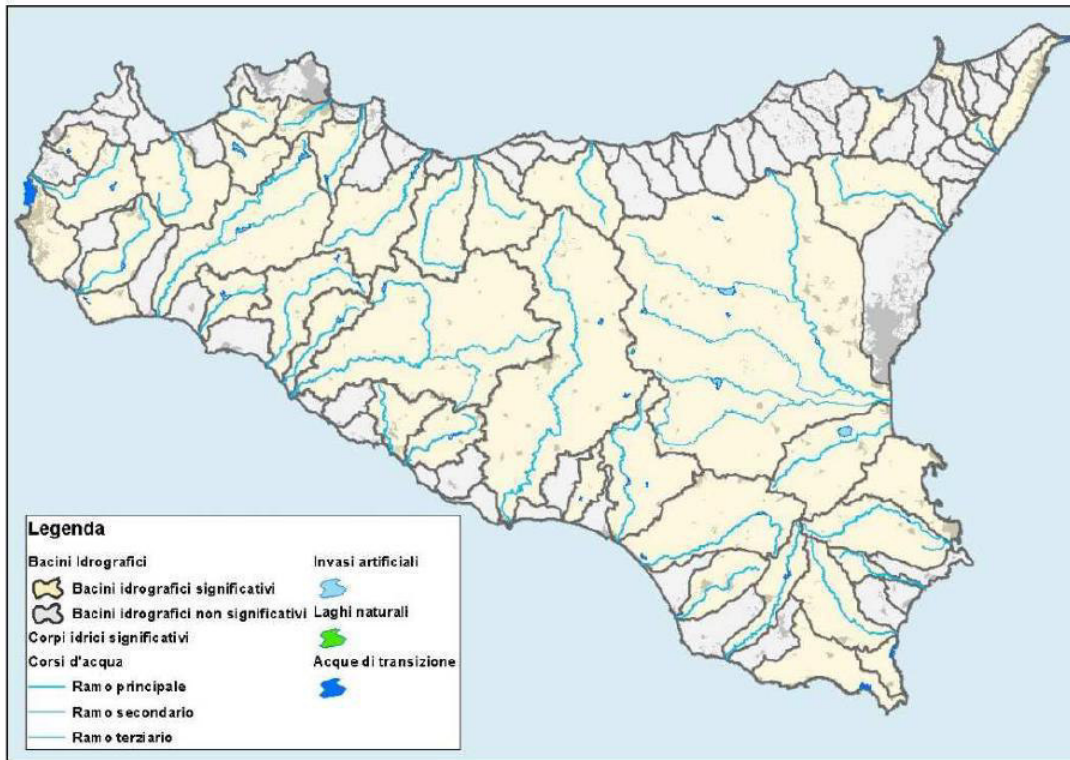 Legenda
Bacini Idrografici
Bacini idrografici significativi
Bacini idrografici non significativi
Corpi idrici significativi
Corsi d'acqua
Ramo principale
Ramo secondario
Ramo terziario
Invasi artificiali
Laghi naturali
Acque di transizione